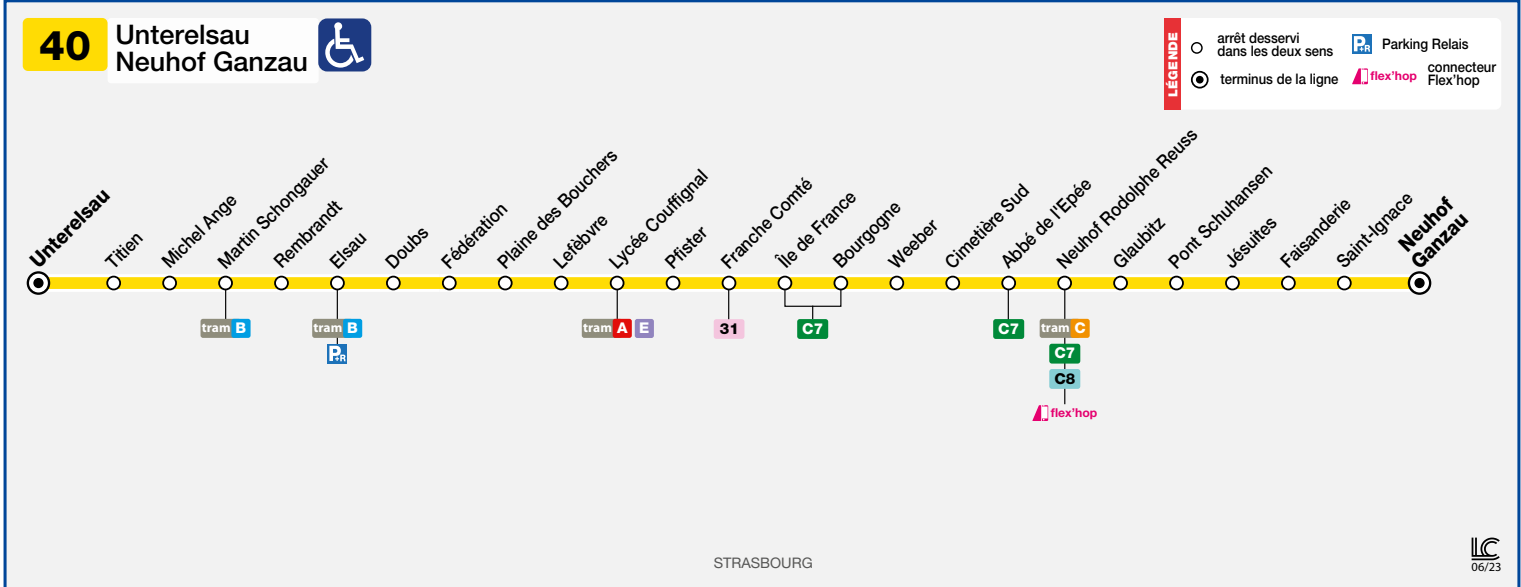 40
Unterelsau
Neuhof Ganzau
LÉGENDE
arrêt desservi
dans les deux sens
terminus de la ligne
P+R
Parking Relais
flex'hop
connecteur
Flex'hop
Unterelsau
Titien
Michel Ange
Martin Schongauer
Rembrandt
Elsau
Doubs
Fédération
Plaine des Bouchers
Lefèbvre
Lycée Couffignal
Pfister
Franche Comté
Île de France
Bourgogne
Weeber
Cimetière Sud
Abbé de l'Epée
Neuhof Rodolphe Reuss
Glaubitz
Pont Schuhansen
Jésuites
Faisanderie
Saint-Ignace
Neuhof
Ganzau
tram B
tram B
P+R
tram A E
31
C7
C7
tram C
C7
C8
flex'hop
STRASBOURG
LC
06/23